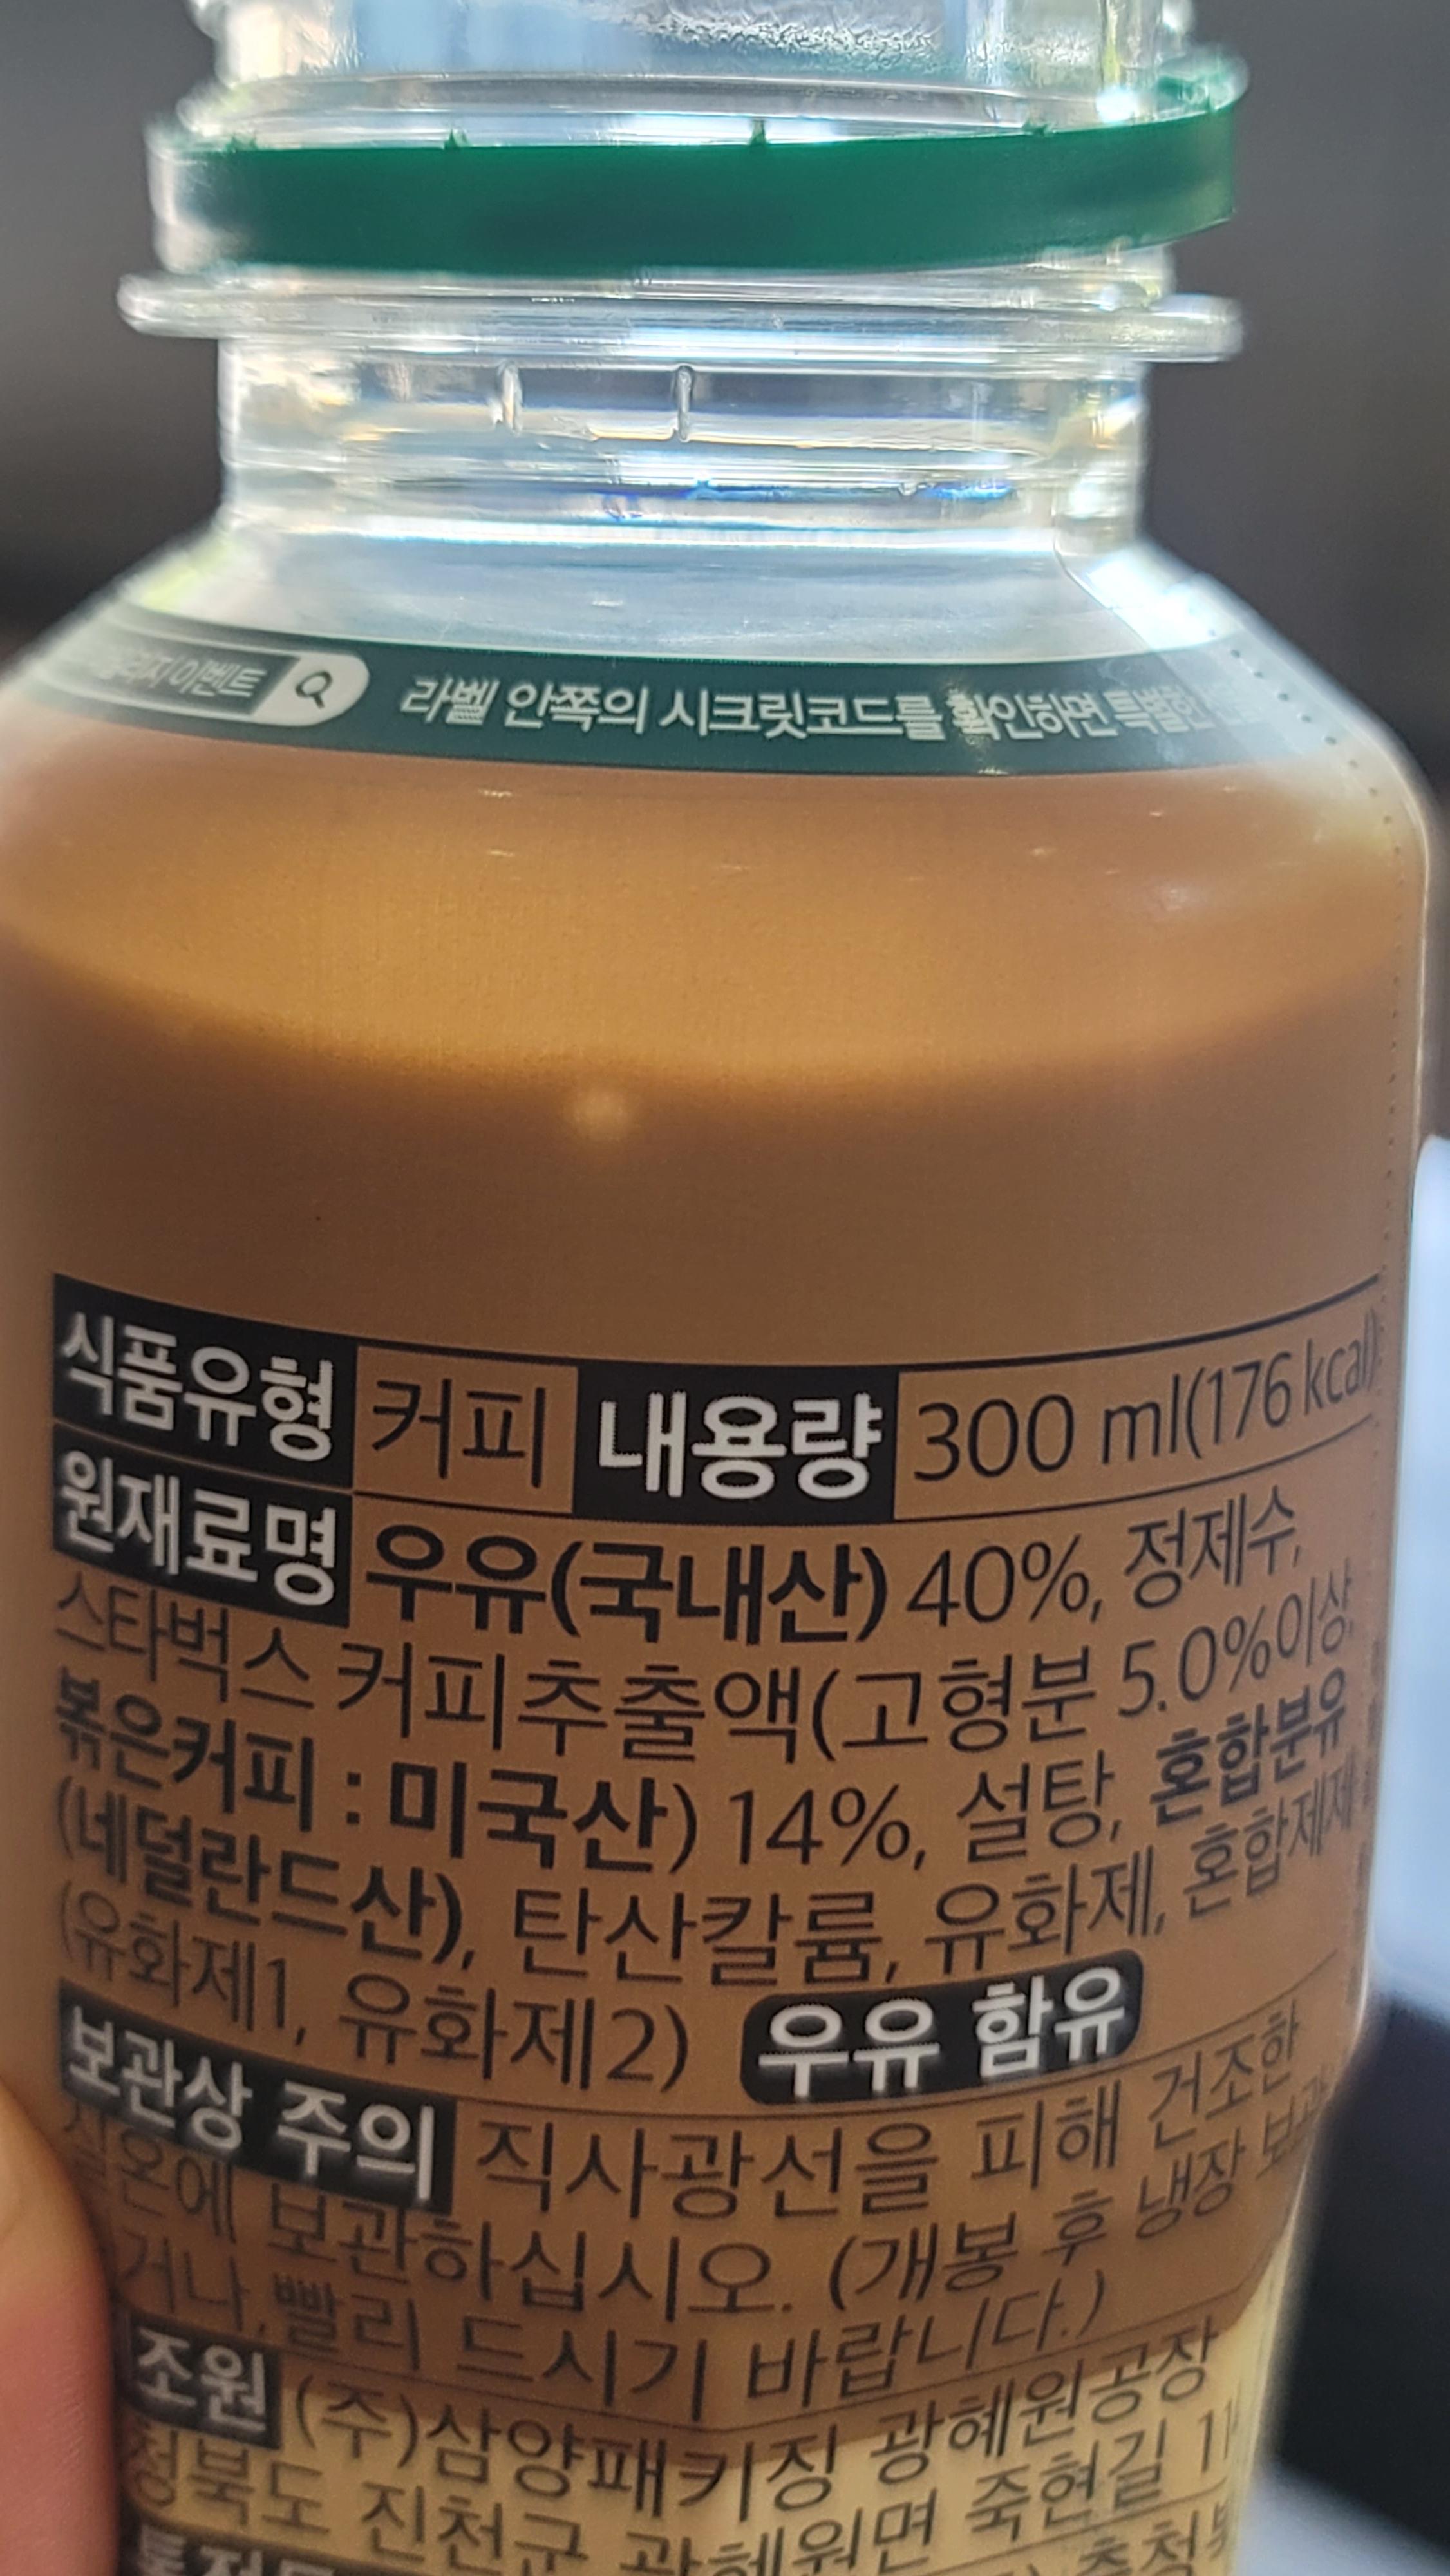 이벤트
라벨 안쪽의 시크릿코드를 확인하면 특별한
식품유형 커피 내용량 300 ml(176 kcal)
원재료명 우유(국내산) 40%, 정제수,
스타벅스 커피추출액(고형분 5.0%이상,
볶은커피 : 미국산) 14%, 설탕, 혼합분유
(네덜란드산), 탄산칼륨, 유화제, 혼합제제
(유화제1, 유화제2) 우유 함유
보관상 주의 직사광선을 피해 건조한
실온에 보관하십시오. (개봉 후 냉장 보관
거나, 빨리 드시기 바랍니다.)
조원 (주)삼양패키징 광혜원공장
청북도 진천군 광혜원면 죽현길